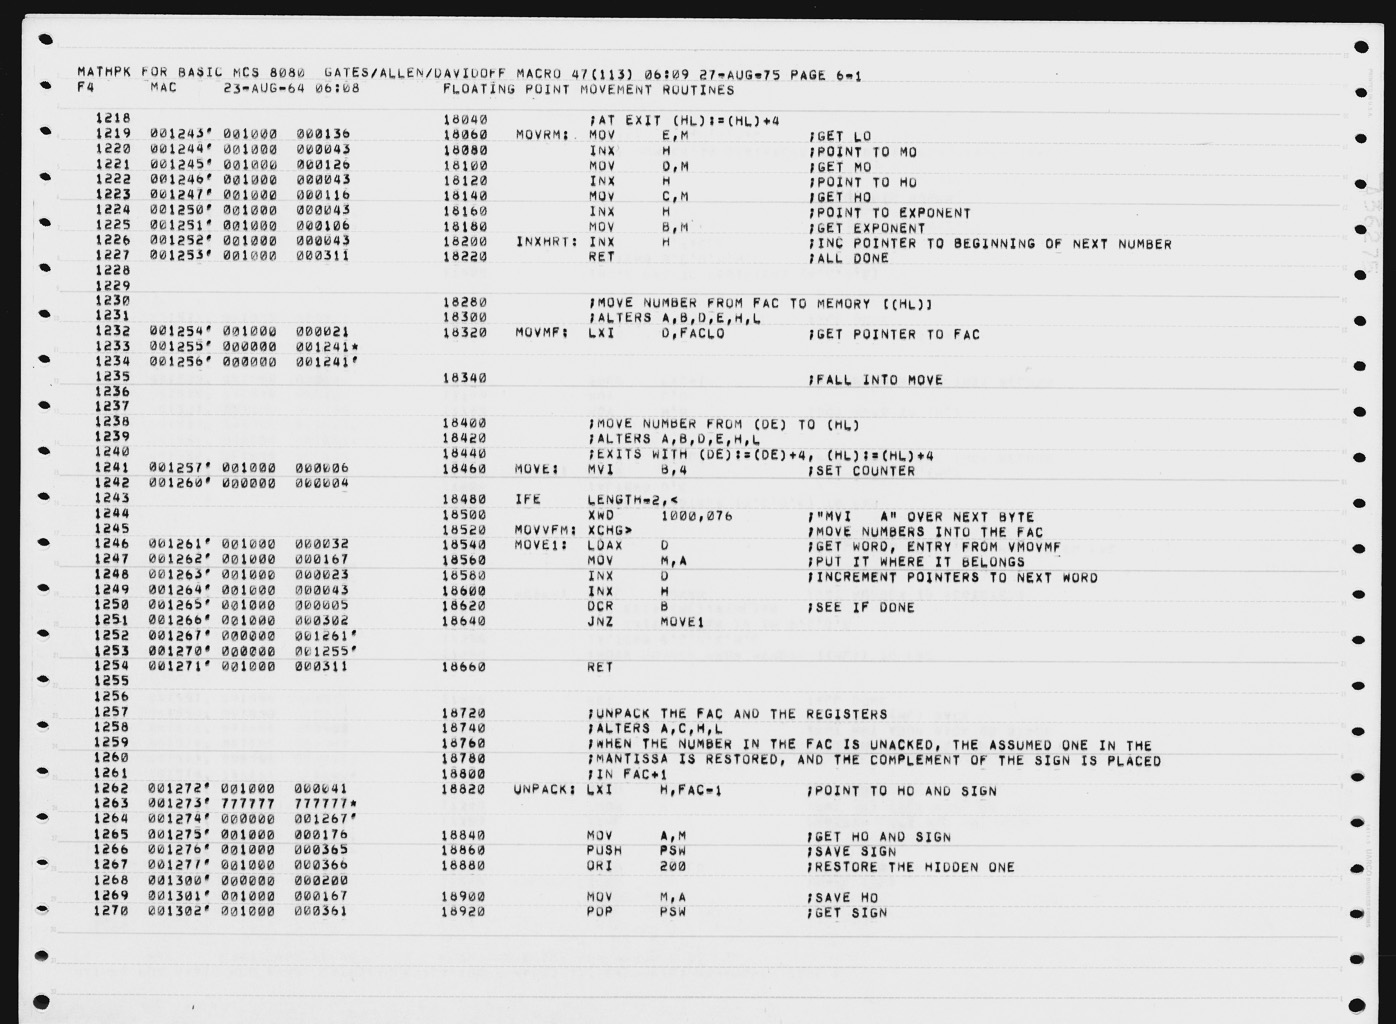 MATHPK FOR BASIC MCS 8080  GATES/ALLEN/DAVIDOFF MACRO 47(113) 06:09 27-AUG-75 PAGE 6-1
F4      MAC     23-AUG-64 06:08         FLOATING POINT MOVEMENT ROUTINES
1218 18040 ;AT EXIT (HL):=(HL)+4
1219 001243' 001000 000136 18060 MOVRM: MOV E,M ;GET LO
1220 001244' 001000 000043 18080 INX H ;POINT TO MO
1221 001245' 001000 000126 18100 MOV D,M ;GET MO
1222 001246' 001000 000043 18120 INX H ;POINT TO HO
1223 001247' 001000 000116 18140 MOV C,M ;GET HO
1224 001250' 001000 000043 18160 INX H ;POINT TO EXPONENT
1225 001251' 001000 000106 18180 MOV B,M ;GET EXPONENT
1226 001252' 001000 000043 18200 INXHRT: INX H ;INC POINTER TO BEGINNING OF NEXT NUMBER
1227 001253' 001000 000311 18220 RET ;ALL DONE
1228
1229
1230 18280 ;MOVE NUMBER FROM FAC TO MEMORY [(HL)]
1231 18300 ;ALTERS A,B,D,E,H,L
1232 001254' 001000 000021 18320 MOVMF: LXI D,FACLO ;GET POINTER TO FAC
1233 001255' 000000 001241*
1234 001256' 000000 001241'
1235 18340 ;FALL INTO MOVE
1236
1237
1238 18400 ;MOVE NUMBER FROM (DE) TO (HL)
1239 18420 ;ALTERS A,B,D,E,H,L
1240 18440 ;EXITS WITH (DE):=(DE)+4, (HL):=(HL)+4
1241 001257' 001000 000006 18460 MOVE: MVI B,4 ;SET COUNTER
1242 001260' 000000 000004
1243 18480 IFE LENGTH-2,<
1244 18500 XWD 1000,076 ;"MVI A" OVER NEXT BYTE
1245 18520 MOVVFM: XCHG> ;MOVE NUMBERS INTO THE FAC
1246 001261' 001000 000032 18540 MOVE1: LDAX D ;GET WORD, ENTRY FROM VMOVMF
1247 001262' 001000 000167 18560 MOV M,A ;PUT IT WHERE IT BELONGS
1248 001263' 001000 000023 18580 INX D ;INCREMENT POINTERS TO NEXT WORD
1249 001264' 001000 000043 18600 INX H
1250 001265' 001000 000005 18620 DCR B ;SEE IF DONE
1251 001266' 001000 000302 18640 JNZ MOVE1
1252 001267' 000000 001261'
1253 001270' 000000 001255'
1254 001271' 001000 000311 18660 RET
1255
1256
1257 18720 ;UNPACK THE FAC AND THE REGISTERS
1258 18740 ;ALTERS A,C,H,L
1259 18760 ;WHEN THE NUMBER IN THE FAC IS UNACKED, THE ASSUMED ONE IN THE
1260 18780 ;MANTISSA IS RESTORED, AND THE COMPLEMENT OF THE SIGN IS PLACED
1261 18800 ;IN FAC+1
1262 001272' 001000 000041 18820 UNPACK: LXI H,FAC-1 ;POINT TO HO AND SIGN
1263 001273' 777777 777777*
1264 001274' 000000 001267'
1265 001275' 001000 000176 18840 MOV A,M ;GET HO AND SIGN
1266 001276' 001000 000365 18860 PUSH PSW ;SAVE SIGN
1267 001277' 001000 000366 18880 ORI 200 ;RESTORE THE HIDDEN ONE
1268 001300' 000000 000200
1269 001301' 001000 000167 18900 MOV M,A ;SAVE HO
1270 001302' 001000 000361 18920 POP PSW ;GET SIGN